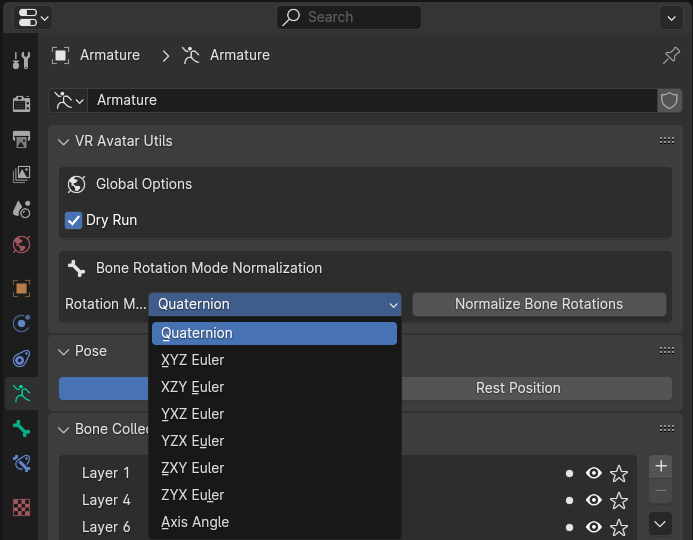 Search
Armature > Armature
Armature
VR Avatar Utils
Global Options
Dry Run
Bone Rotation Mode Normalization
Rotation M... Quaternion Normalize Bone Rotations
Quaternion
XYZ Euler
XZY Euler
YXZ Euler
YZX Euler
ZXY Euler
ZYX Euler
Axis Angle
Pose
Rest Position
Bone Collec
Layer 1
Layer 4
Layer 6